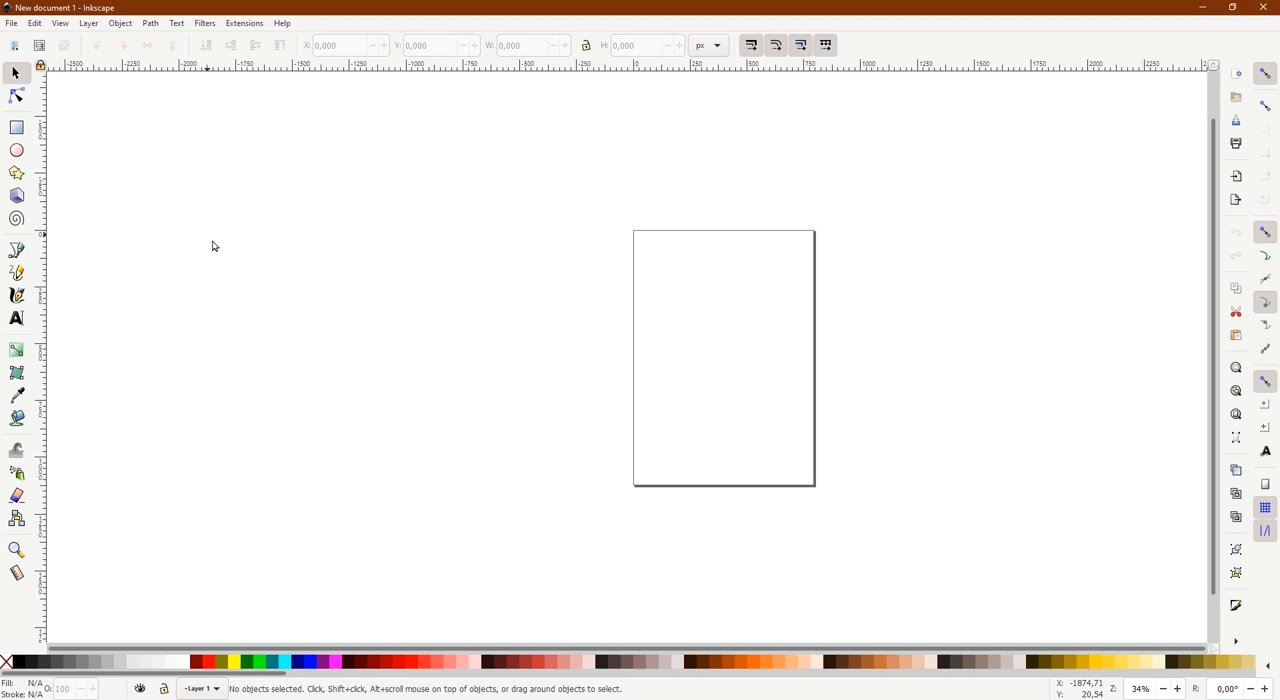 New document 1 - Inkscape
File Edit View Layer Object Path Text Filters Extensions Help
X: 0,000 Y: 0,000 W: 0,000 H: 0,000 px
-2500 -2250 -2000 -1750 -1500 -1250 -1000 -750 -500 -250 0 250 500 750 1000 1250 1500 1750 2000 2250
Fill: N/A O: 100 Layer 1 No objects selected. Click, Shift+click, Alt+scroll mouse on top of objects, or drag around objects to select. X: -1874,71 Z: 34% R: 0,00°
Stroke: N/A Y: 20,54